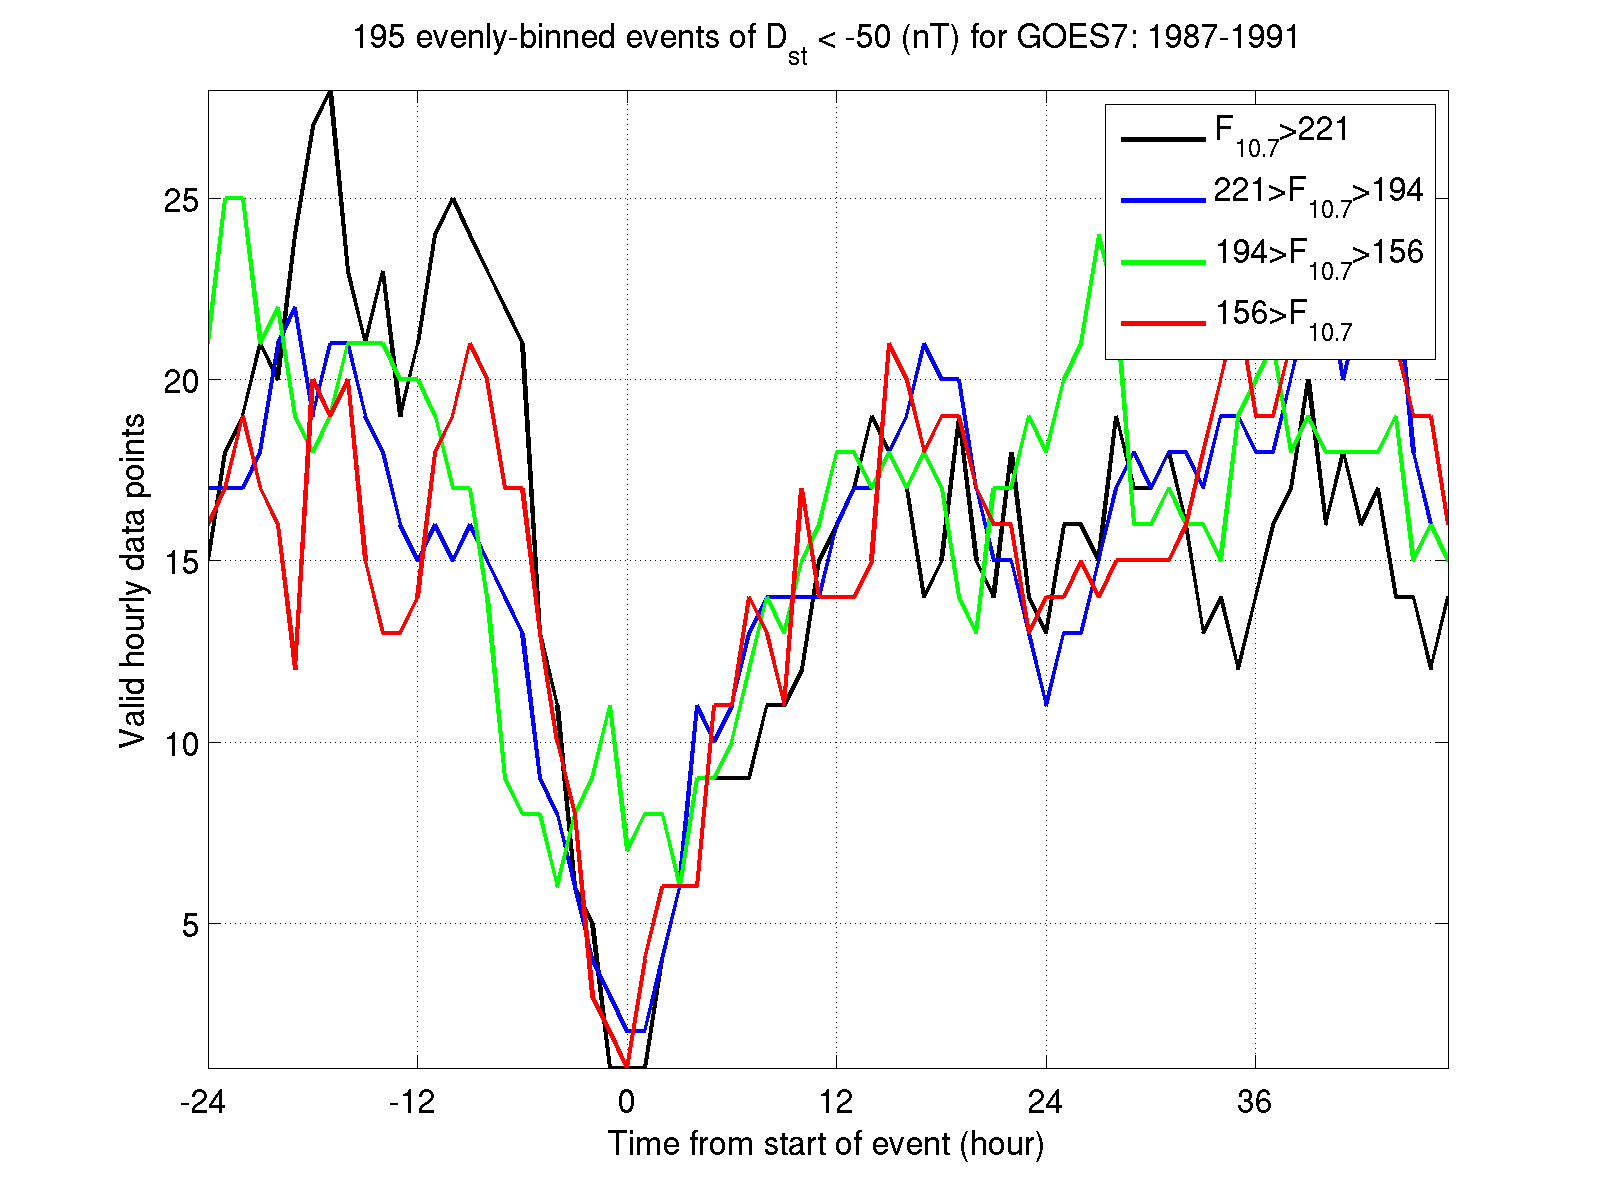 195 evenly-binned events of D_st < -50 (nT) for GOES7: 1987-1991
F_10.7>221
221>F_10.7>194
194>F_10.7>156
156>F_10.7
Valid hourly data points
25
20
15
10
5
-24 -12 0 12 24 36
Time from start of event (hour)